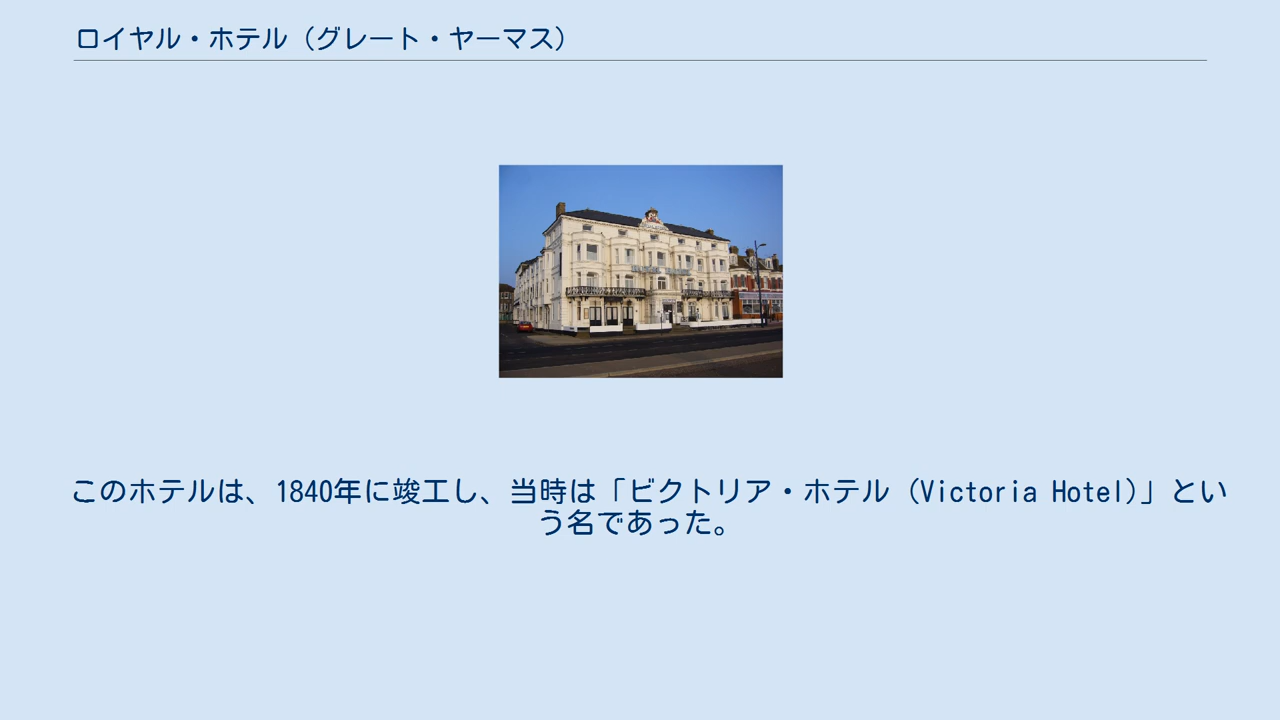 ロイヤル・ホテル（グレート・ヤーマス）
このホテルは、1840年に竣工し、当時は「ビクトリア・ホテル（Victoria Hotel）」とい
う名であった。